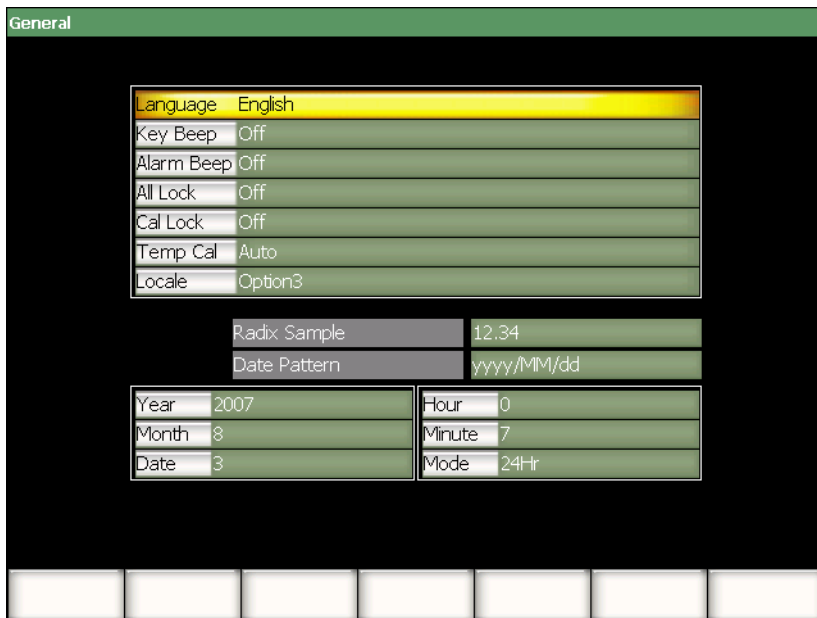 General
Language English
Key Beep Off
Alarm Beep Off
All Lock Off
Cal Lock Off
Temp Cal Auto
Locale Option3
Radix Sample 12.34
Date Pattern yyyy/MM/dd
Year 2007 Hour 0
Month 8 Minute 7
Date 3 Mode 24Hr